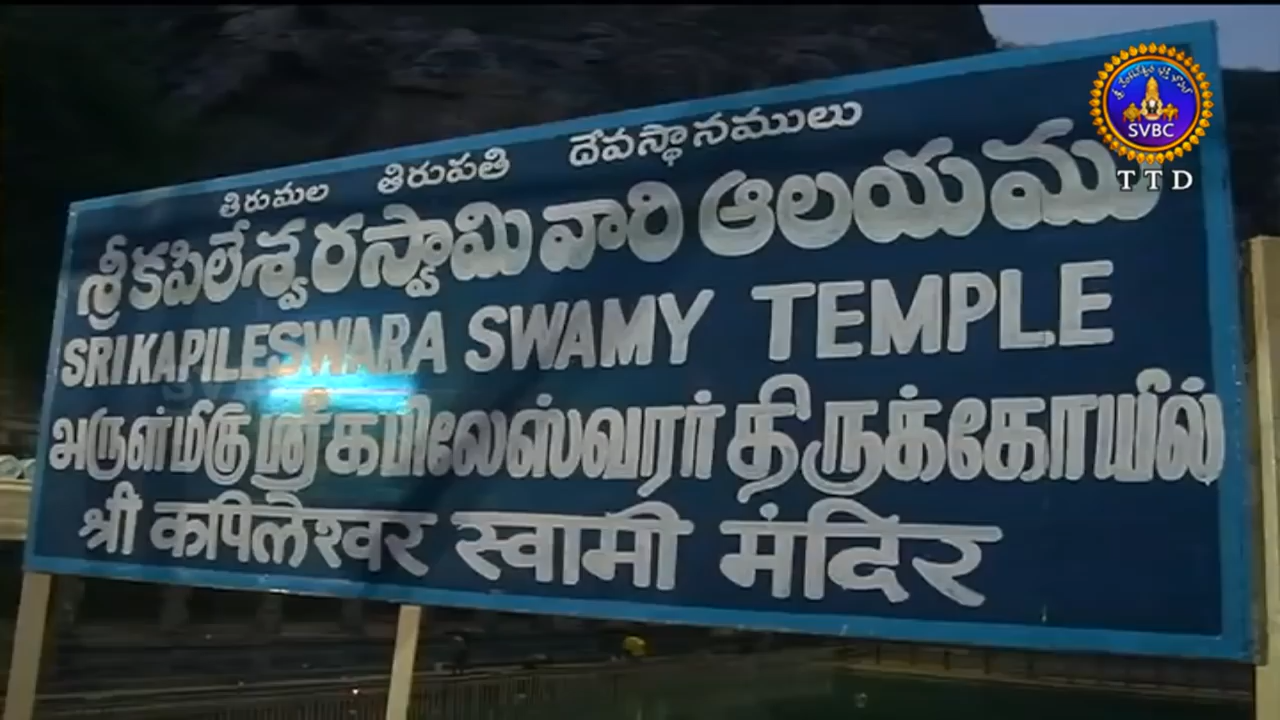 తిరుమల తిరుపతి దేవస్థానములు
శ్రీ కపిలేశ్వరస్వామి వారి ఆలయము
SRI KAPILESWARA SWAMY TEMPLE
அருள்மிகு ஸ்ரீ கபிலேஸ்வரர் திருக்கோயில்
श्री कपिलेश्वर स्वामी मंदिर
SVBC
TTD